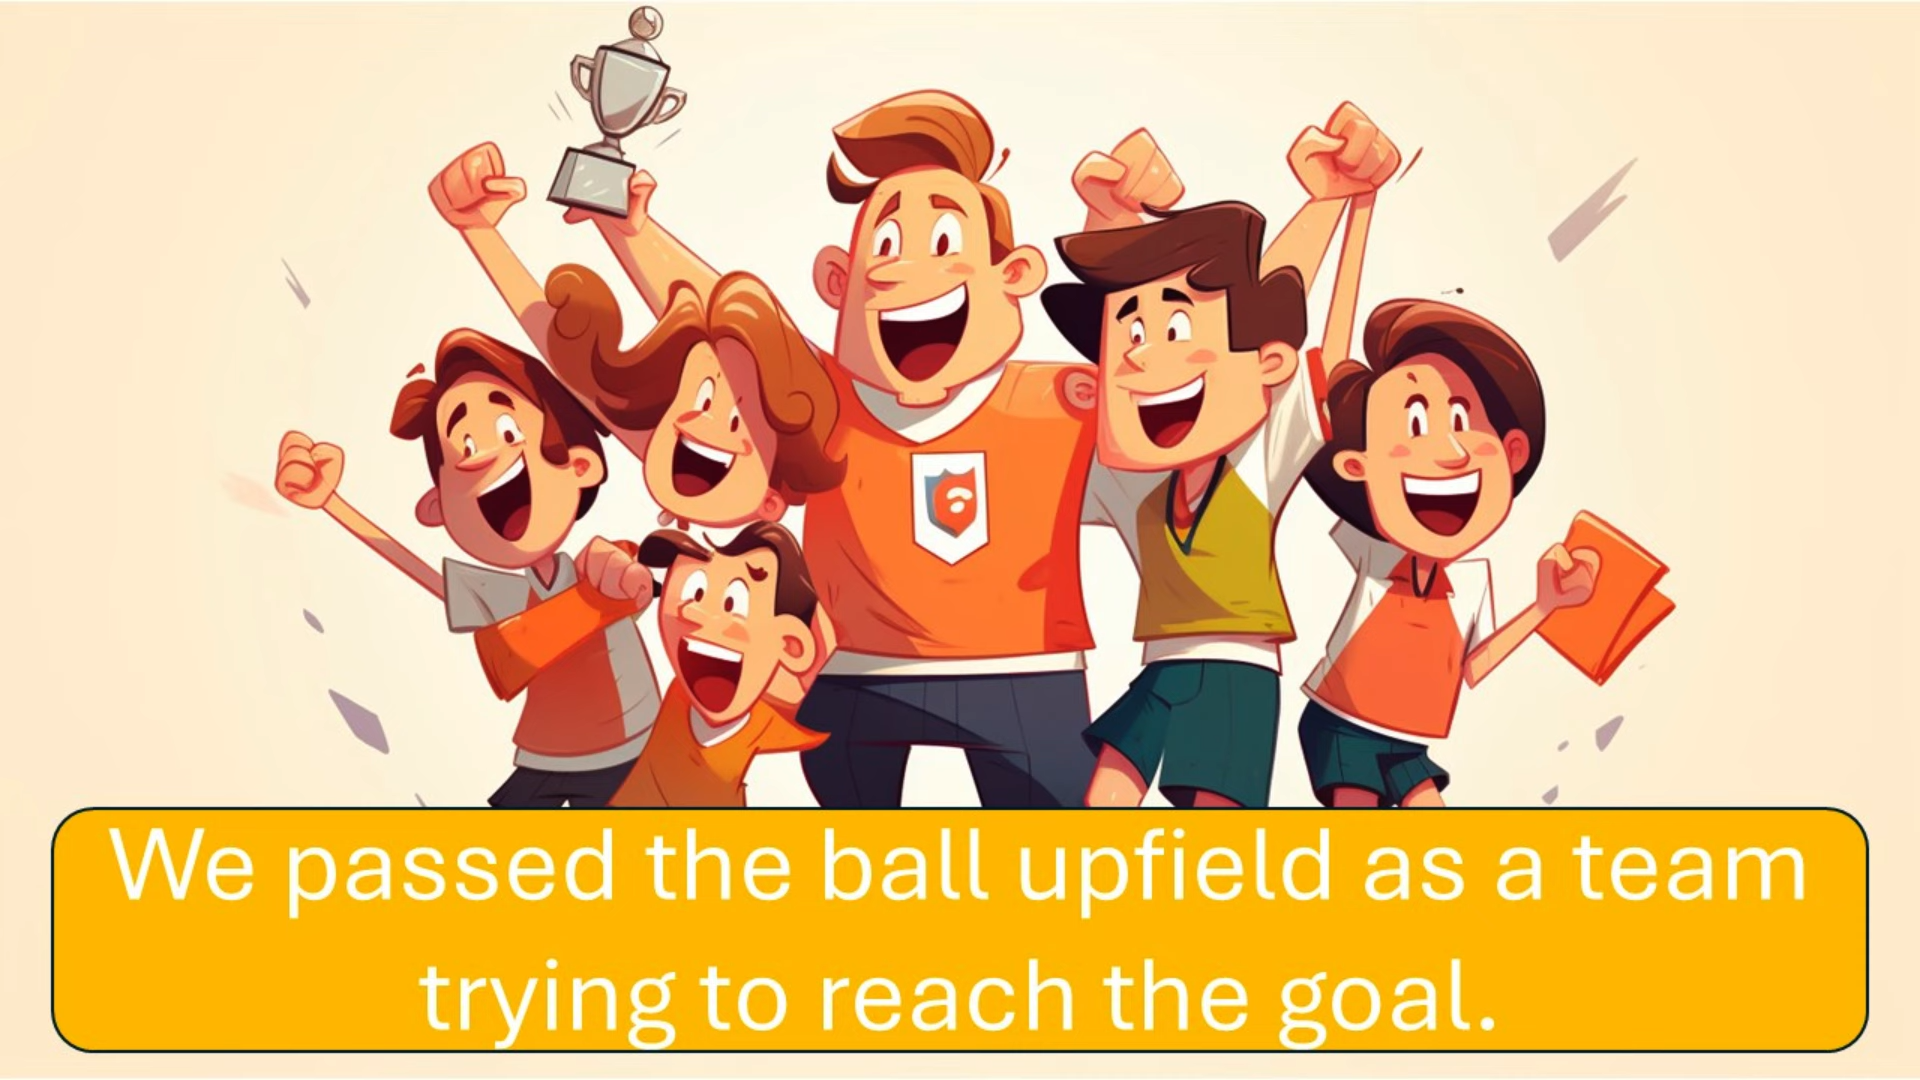 We passed the ball upfield as a team
trying to reach the goal.